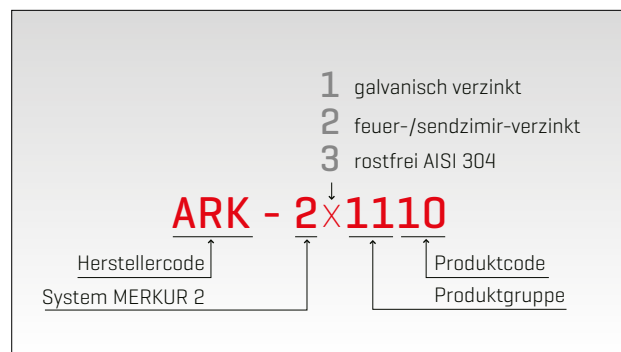 1 galvanisch verzinkt
2 feuer-/sendzimir-verzinkt
3 rostfrei AISI 304
ARK - 2x1110
Herstellercode Produktcode
System MERKUR 2 Produktgruppe